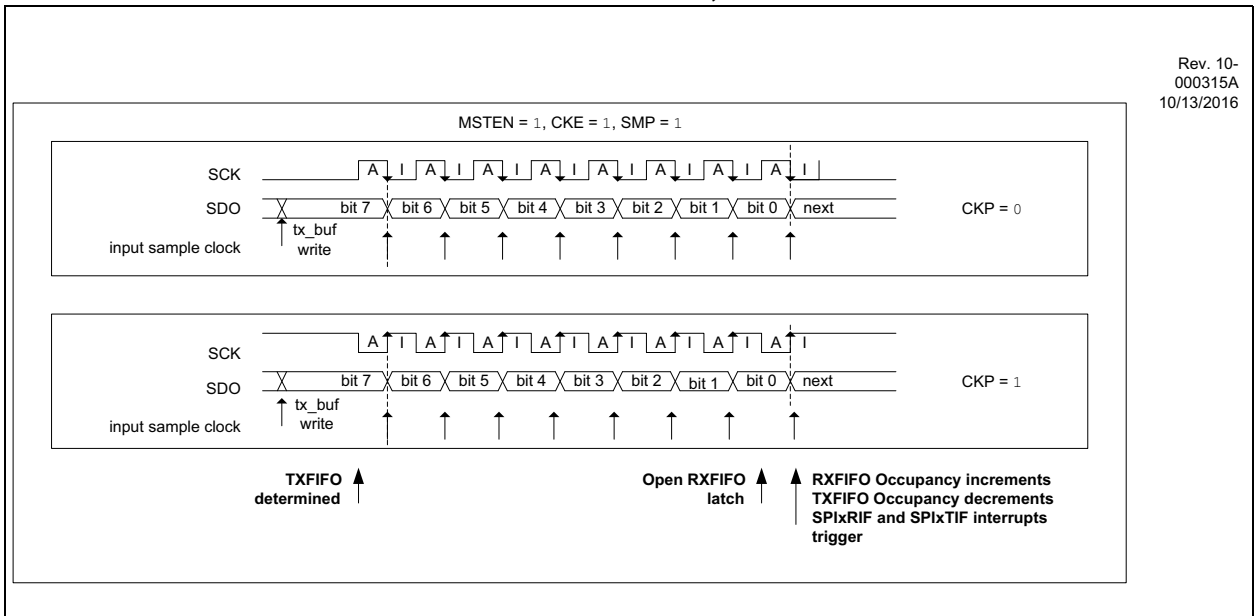 Rev. 10-
000315A
10/13/2016
MSTEN = 1, CKE = 1, SMP = 1
SCK
A I A I A I A I A I A I A I A I
SDO
bit 7 bit 6 bit 5 bit 4 bit 3 bit 2 bit 1 bit 0 next
CKP = 0
tx_buf
write
input sample clock
SCK
A I A I A I A I A I A I A I A I
SDO
bit 7 bit 6 bit 5 bit 4 bit 3 bit 2 bit 1 bit 0 next
CKP = 1
tx_buf
write
input sample clock
TXFIFO
determined
Open RXFIFO
latch
RXFIFO Occupancy increments
TXFIFO Occupancy decrements
SPIxRIF and SPIxTIF interrupts
trigger